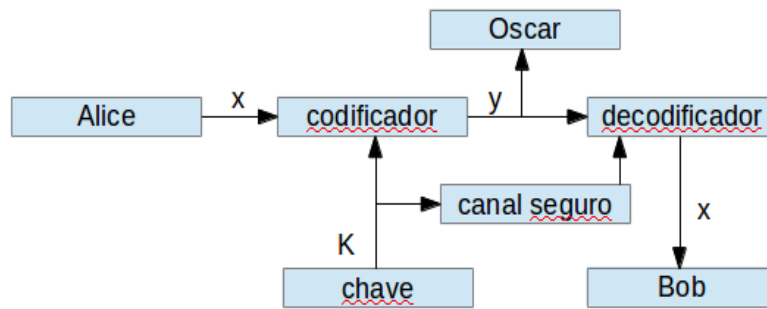 Oscar
Alice
x
codificador
y
decodificador
canal seguro
x
K
chave
Bob